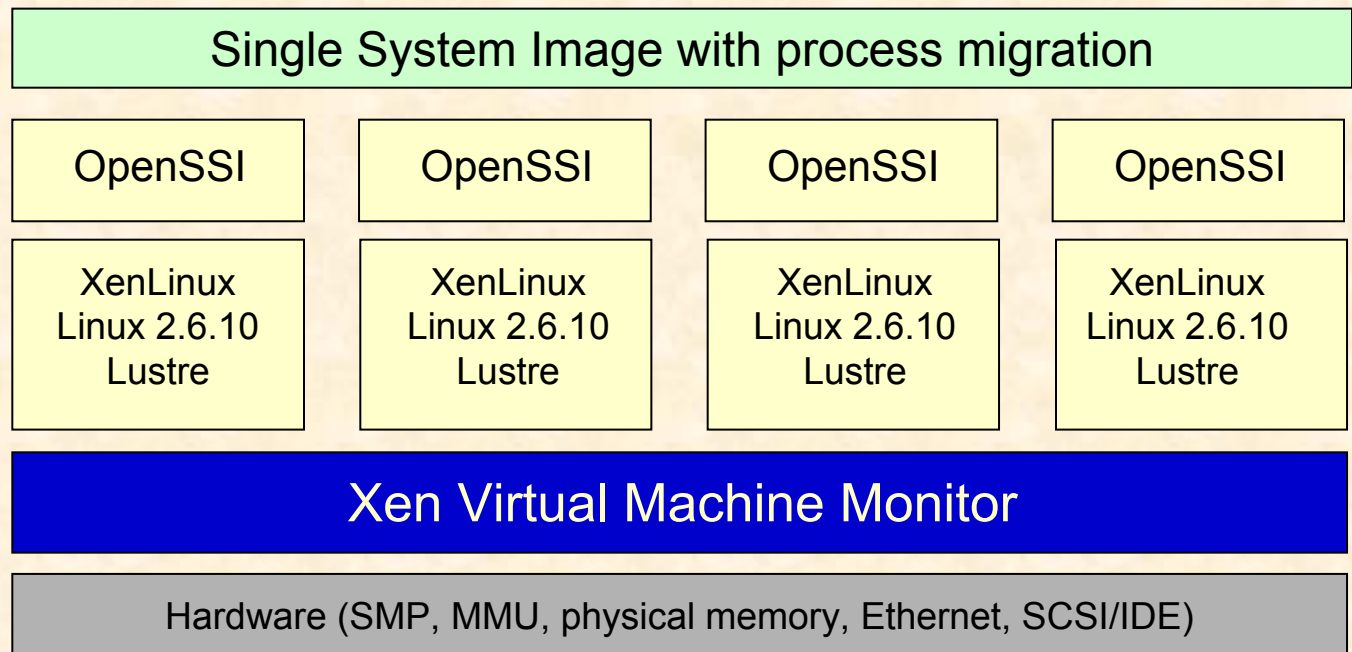 Single System Image with process migration
OpenSSI
OpenSSI
OpenSSI
OpenSSI
XenLinux
Linux 2.6.10
Lustre
XenLinux
Linux 2.6.10
Lustre
XenLinux
Linux 2.6.10
Lustre
XenLinux
Linux 2.6.10
Lustre
Xen Virtual Machine Monitor
Hardware (SMP, MMU, physical memory, Ethernet, SCSI/IDE)